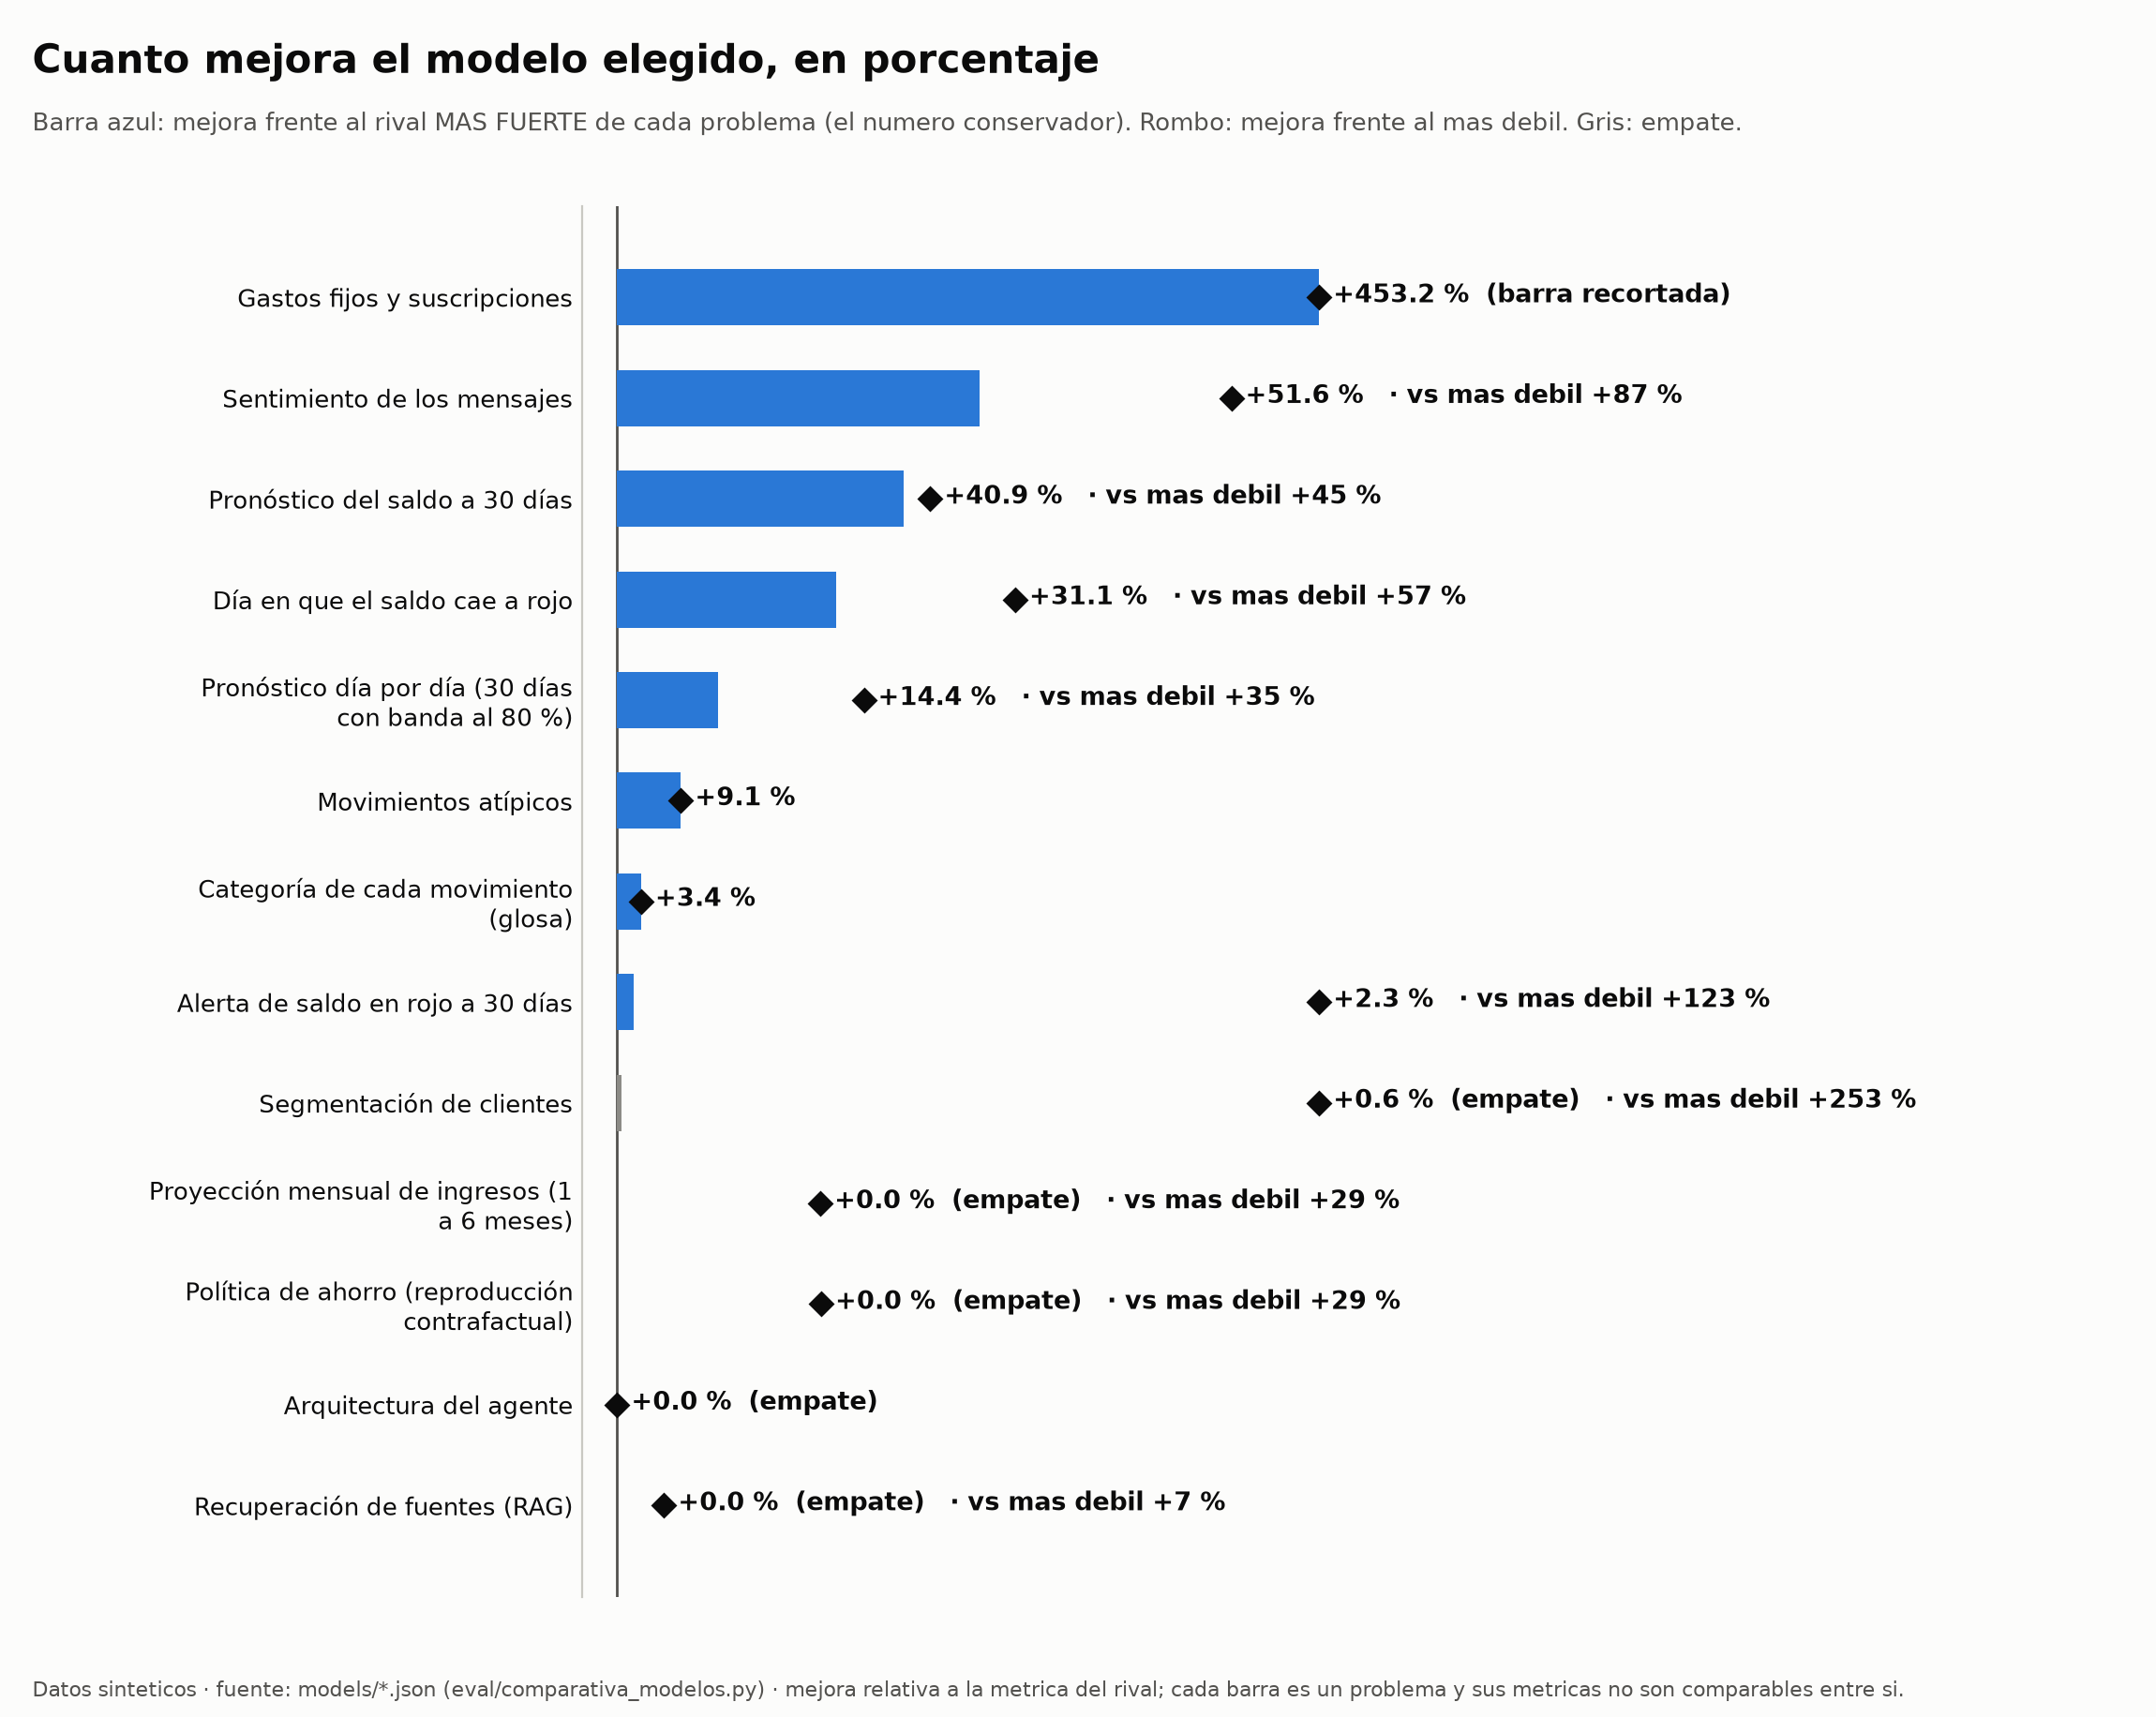 Cuanto mejora el modelo elegido, en porcentaje
Barra azul: mejora frente al rival MAS FUERTE de cada problema (el numero conservador). Rombo: mejora frente al mas debil. Gris: empate.
Gastos fijos y suscripciones
+453.2 % (barra recortada)
Sentimiento de los mensajes
+51.6 % · vs mas debil +87 %
Pronóstico del saldo a 30 días
+40.9 % · vs mas debil +45 %
Día en que el saldo cae a rojo
+31.1 % · vs mas debil +57 %
Pronóstico día por día (30 días
con banda al 80 %)
+14.4 % · vs mas debil +35 %
Movimientos atípicos
+9.1 %
Categoría de cada movimiento
(glosa)
+3.4 %
Alerta de saldo en rojo a 30 días
+2.3 % · vs mas debil +123 %
Segmentación de clientes
+0.6 % (empate) · vs mas debil +253 %
Proyección mensual de ingresos (1
a 6 meses)
+0.0 % (empate) · vs mas debil +29 %
Política de ahorro (reproducción
contrafactual)
+0.0 % (empate) · vs mas debil +29 %
Arquitectura del agente
+0.0 % (empate)
Recuperación de fuentes (RAG)
+0.0 % (empate) · vs mas debil +7 %
Datos sinteticos · fuente: models/*.json (eval/comparativa_modelos.py) · mejora relativa a la metrica del rival; cada barra es un problema y sus metricas no son comparables entre si.